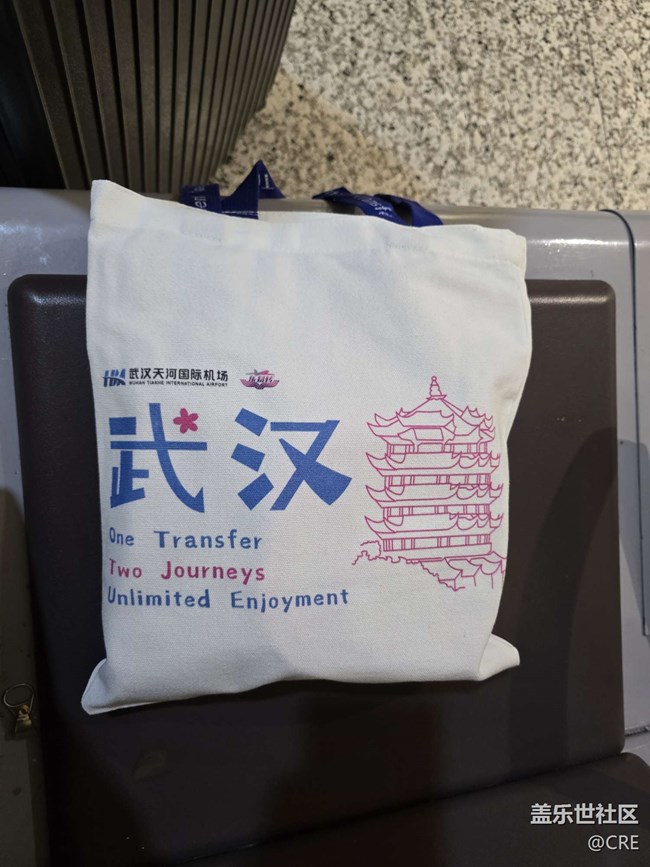 武汉天河国际机场
WUHAN TIANHE INTERNATIONAL AIRPORT
武汉
One Transfer
Two Journeys
Unlimited Enjoyment
盖乐世社区
@CRE